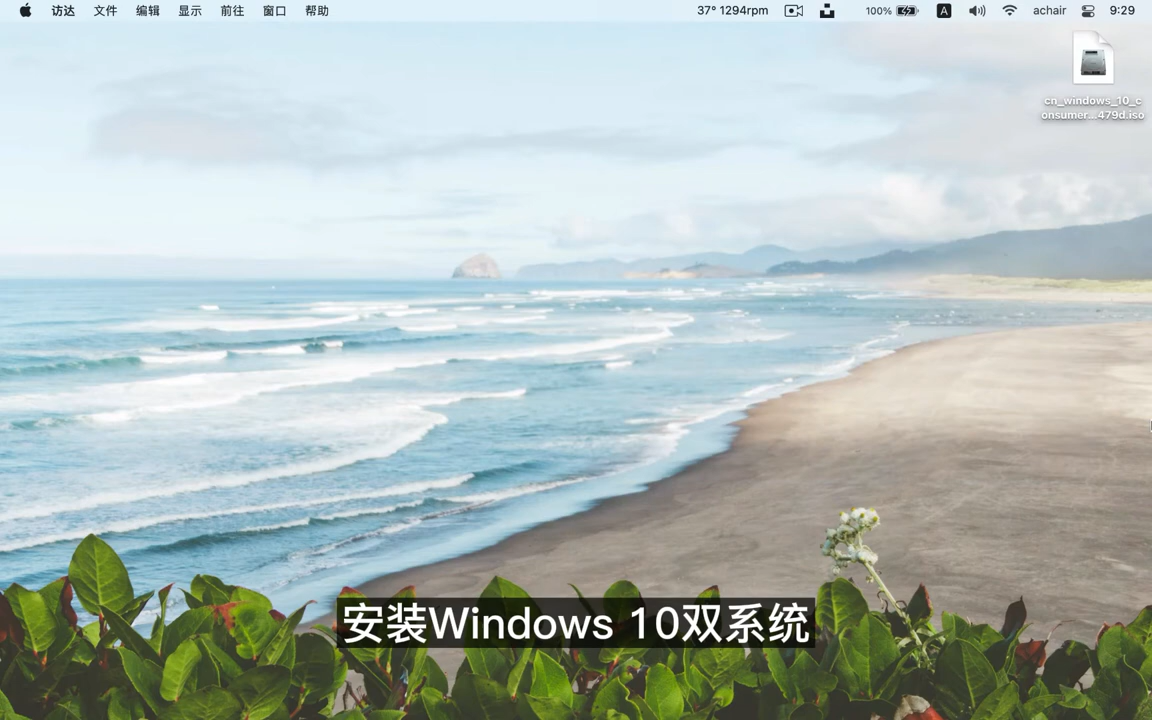 访达 文件 编辑 显示 前往 窗口 帮助 37° 1294rpm 100% A achair 9:29
cn_windows_10_c
onsumer...479d.iso
安装Windows 10双系统